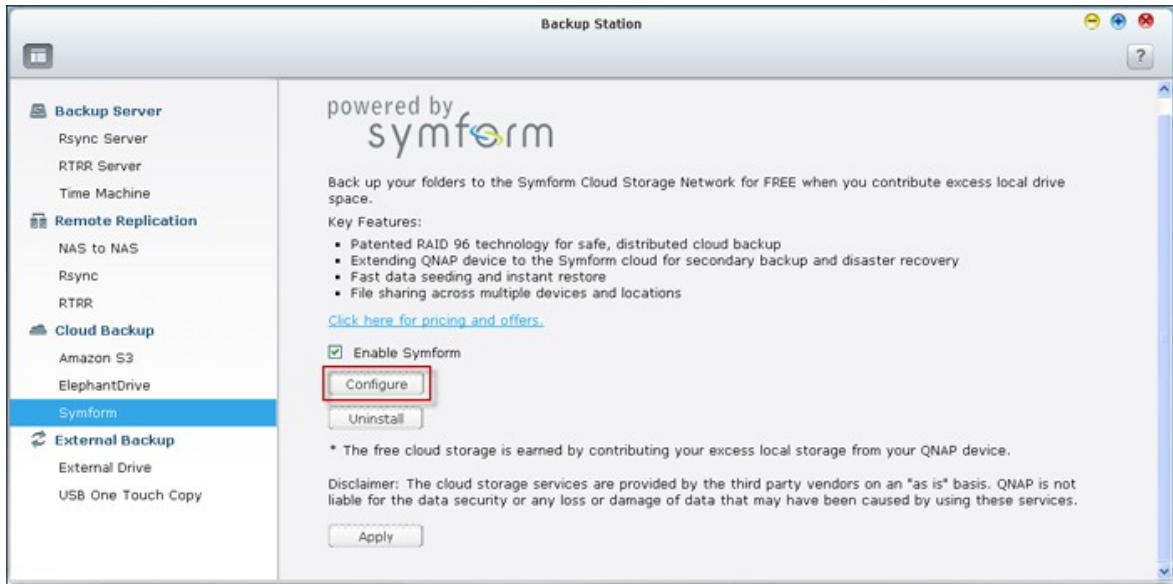 Backup Station
?
Backup Server
Rsync Server
RTRR Server
Time Machine
Remote Replication
NAS to NAS
Rsync
RTRR
Cloud Backup
Amazon S3
ElephantDrive
Symform
External Backup
External Drive
USB One Touch Copy
powered by
symform
Back up your folders to the Symform Cloud Storage Network for FREE when you contribute excess local drive
space.
Key Features:
▪ Patented RAID 96 technology for safe, distributed cloud backup
▪ Extending QNAP device to the Symform cloud for secondary backup and disaster recovery
▪ Fast data seeding and instant restore
▪ File sharing across multiple devices and locations
Click here for pricing and offers.
Enable Symform
Configure
Uninstall
* The free cloud storage is earned by contributing your excess local storage from your QNAP device.
Disclaimer: The cloud storage services are provided by the third party vendors on an "as is" basis. QNAP is not
liable for the data security or any loss or damage of data that may have been caused by using these services.
Apply